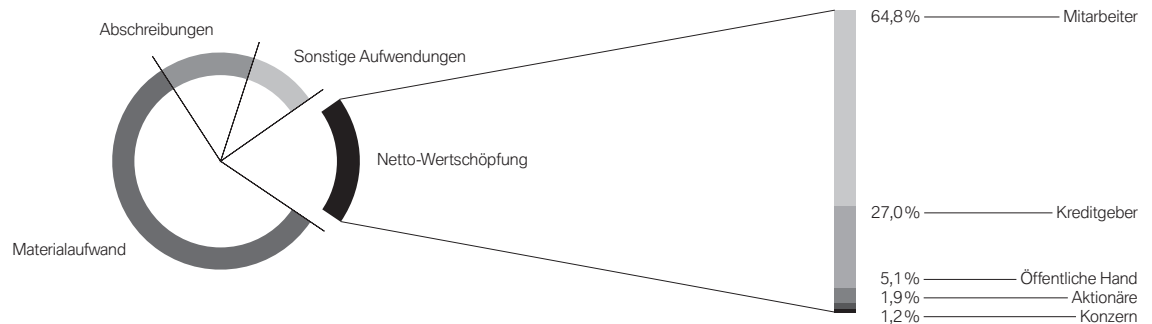 Abschreibungen
Sonstige Aufwendungen
Netto-Wertschöpfung
Materialaufwand
64,8 % Mitarbeiter
27,0 % Kreditgeber
5,1 % Öffentliche Hand
1,9 % Aktionäre
1,2 % Konzern